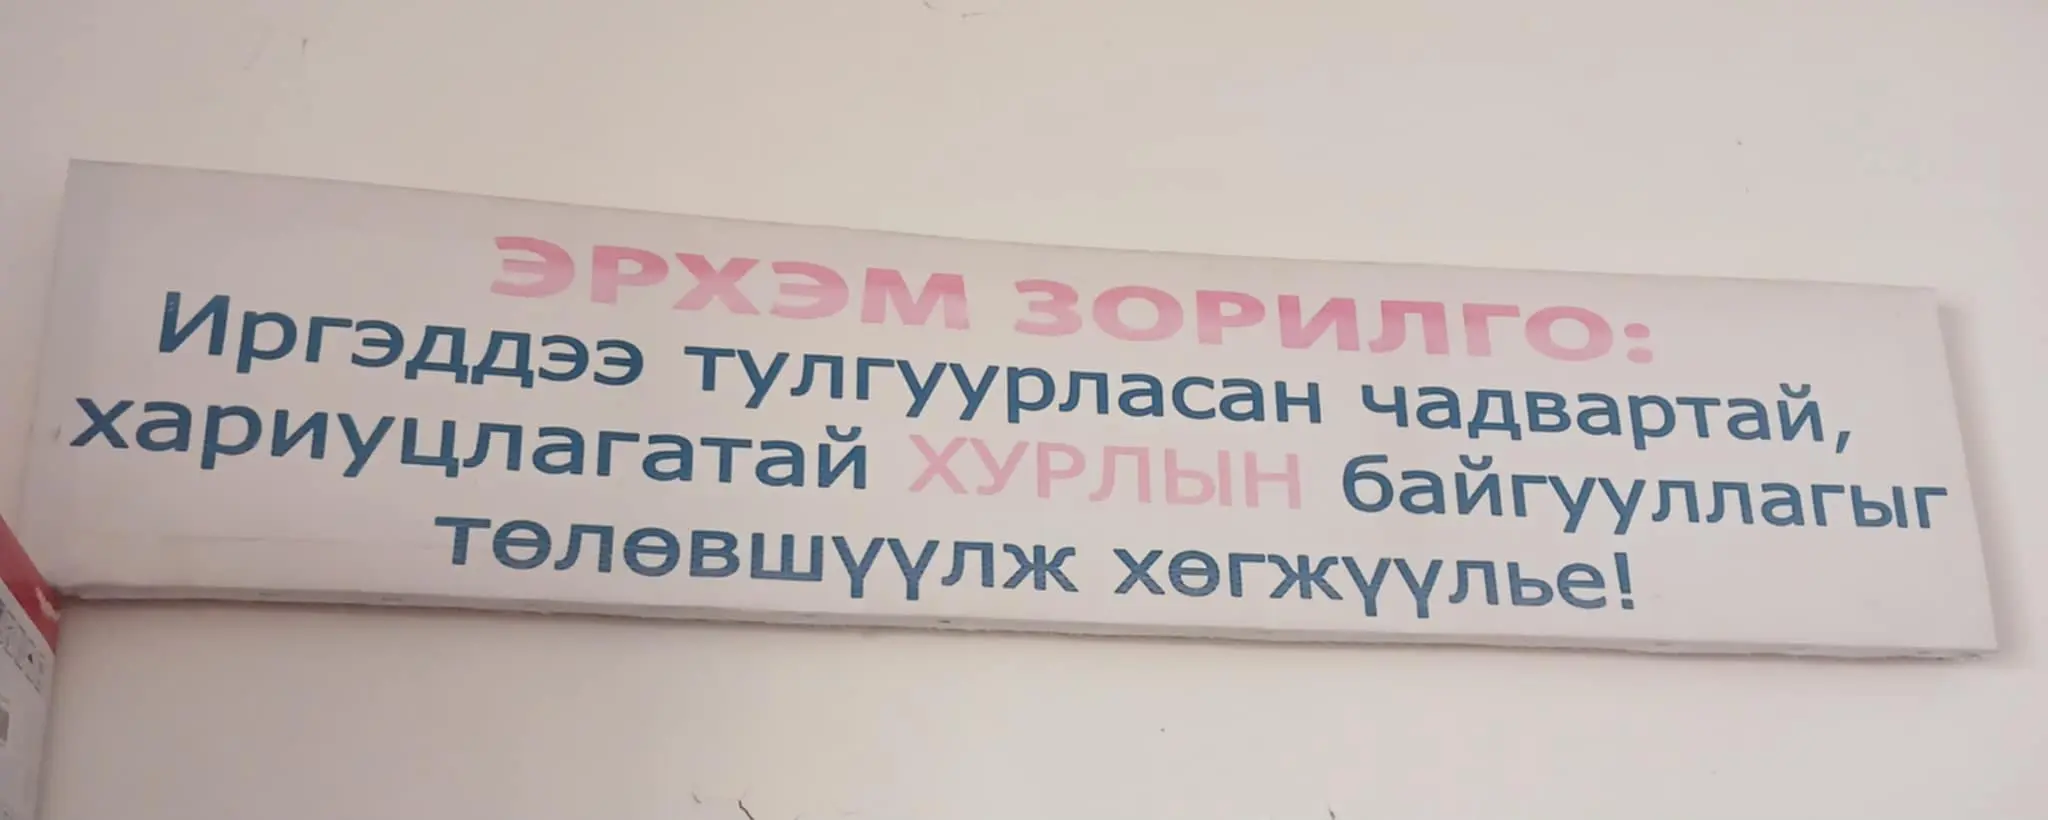 ЭРХЭМ ЗОРИЛГО:
Иргэддээ тулгуурласан чадвартай,
хариуцлагатай ХУРЛЫН байгууллагыг
төлөвшүүлж хөгжүүлье!